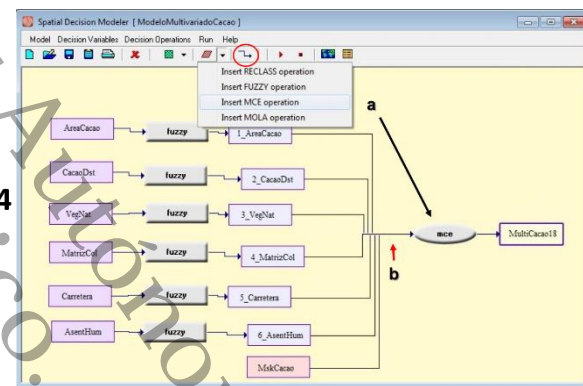 Spatial Decision Modeler [ ModeloMultivariadoCacao ]
Model Decision Variables Decision Operations Run Help
Insert RECLASS operation
Insert FUZZY operation
Insert MCE operation
Insert MOLA operation
a
AreaCacao fuzzy 1_AreaCacao
CacaoDst fuzzy 2_CacaoDst
4
VegNat fuzzy 3_VegNat
mce MultiCacao18
MatrizCol fuzzy 4_MatrizCol
b
Carretera fuzzy 5_Carretera
AsentHum fuzzy 6_AsentHum
MskCacao
Autónom
co.